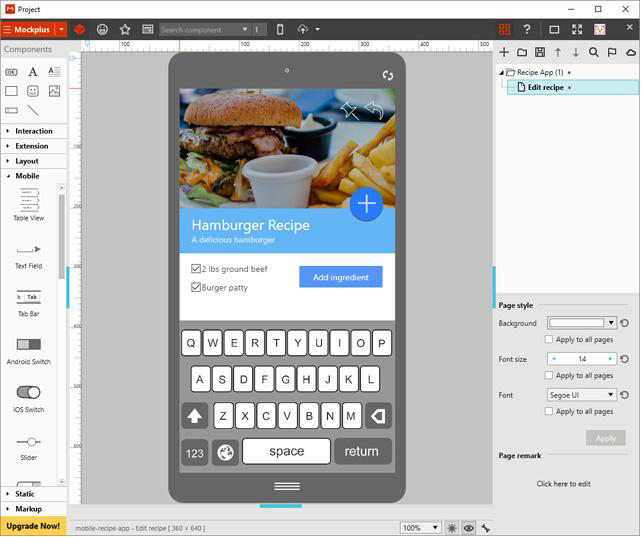 Project
Mockplus
Search component
1
Components
100
100
200
300
400
500
A
A
Interaction
Extension
Layout
Mobile
Table View
Text Field
Tab
Tab Bar
Android Switch
iOS Switch
Slider
Static
Markup
Upgrade Now!
Hamburger Recipe
A delicious hamburger
2 lbs ground beef
Burger patty
Add ingredient
Q W E R T Y U I O P
A S D F G H J K L
Z X C V B N M
123
space
return
mobile-recipe-app - Edit recipe [ 360 × 640 ]
100%
Recipe App (1)
Edit recipe
Page style
Background
Apply to all pages
Font size
14
Apply to all pages
Font
Segoe UI
Apply to all pages
Apply
Page remark
Click here to edit